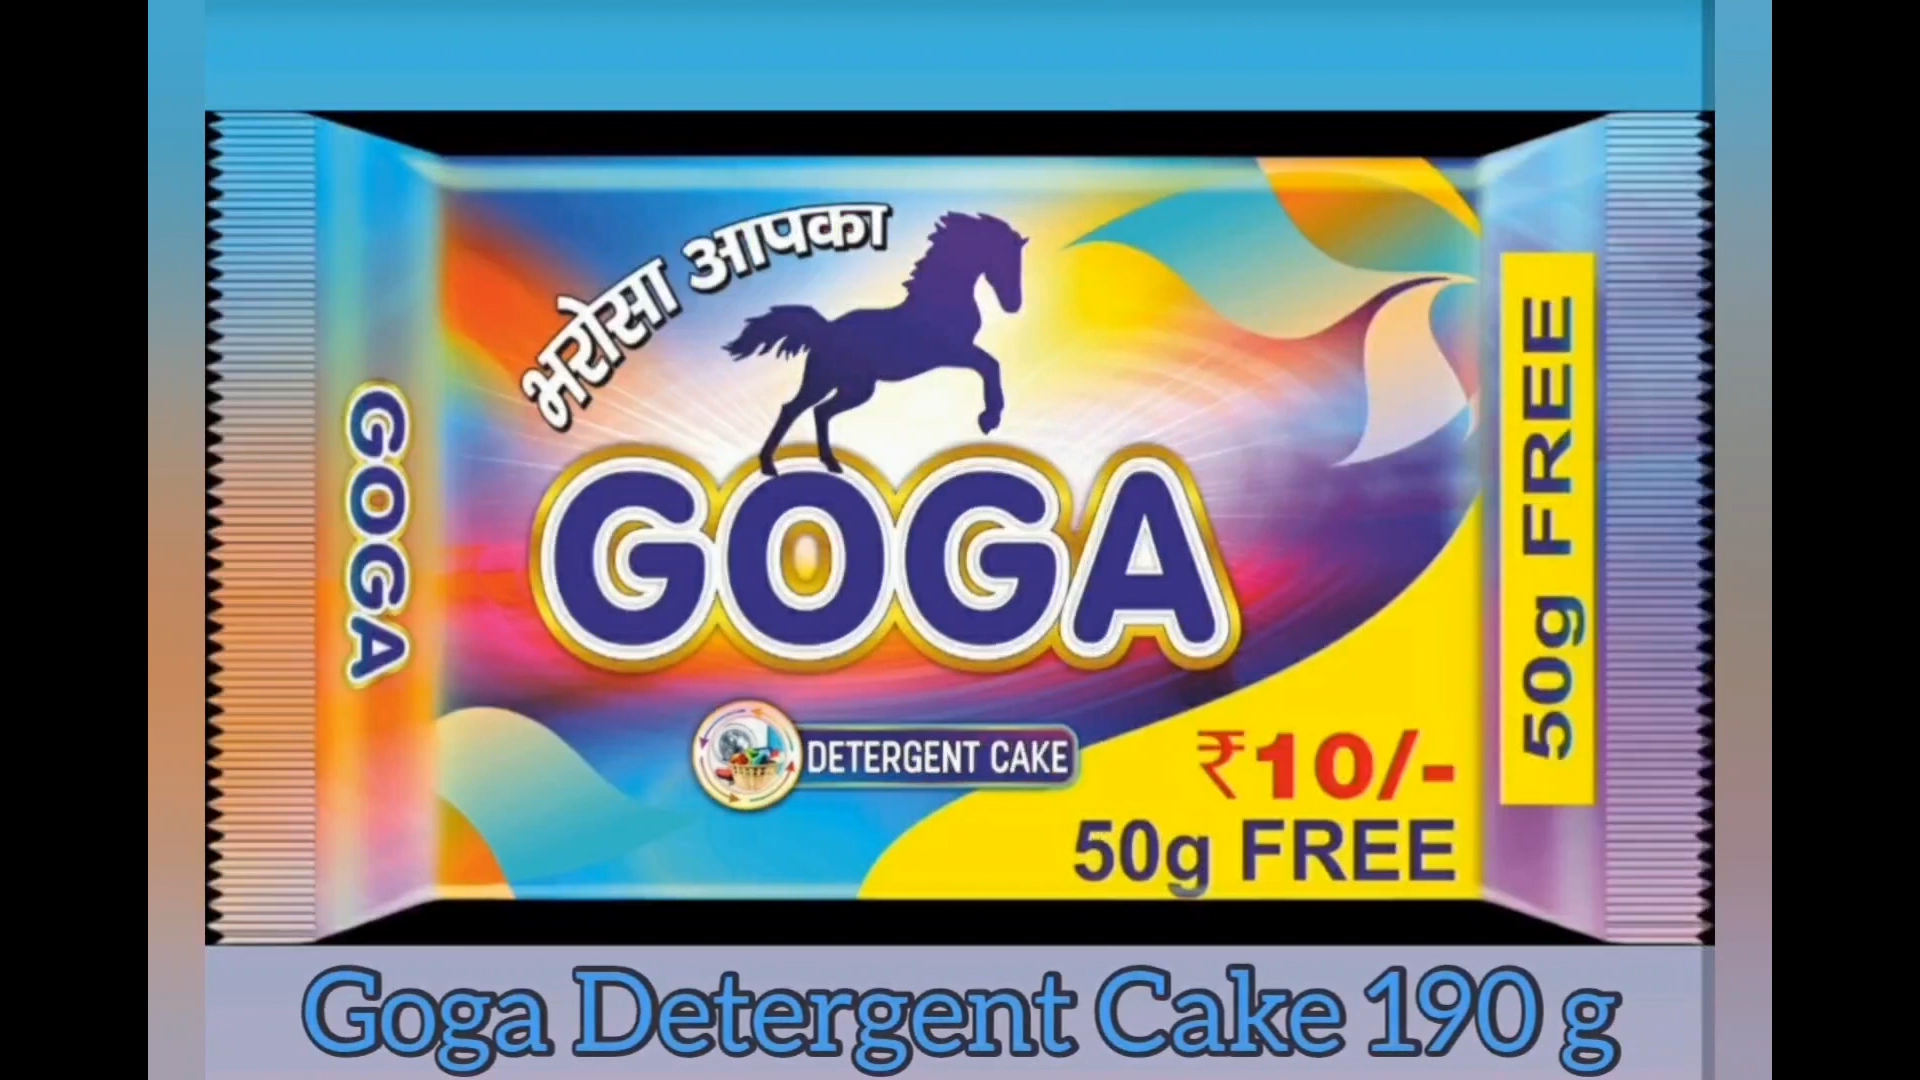 भरोसा आपका
GOGA
GOGA
DETERGENT CAKE
₹10/-
50g FREE
50g FREE
Goga Detergent Cake 190 g